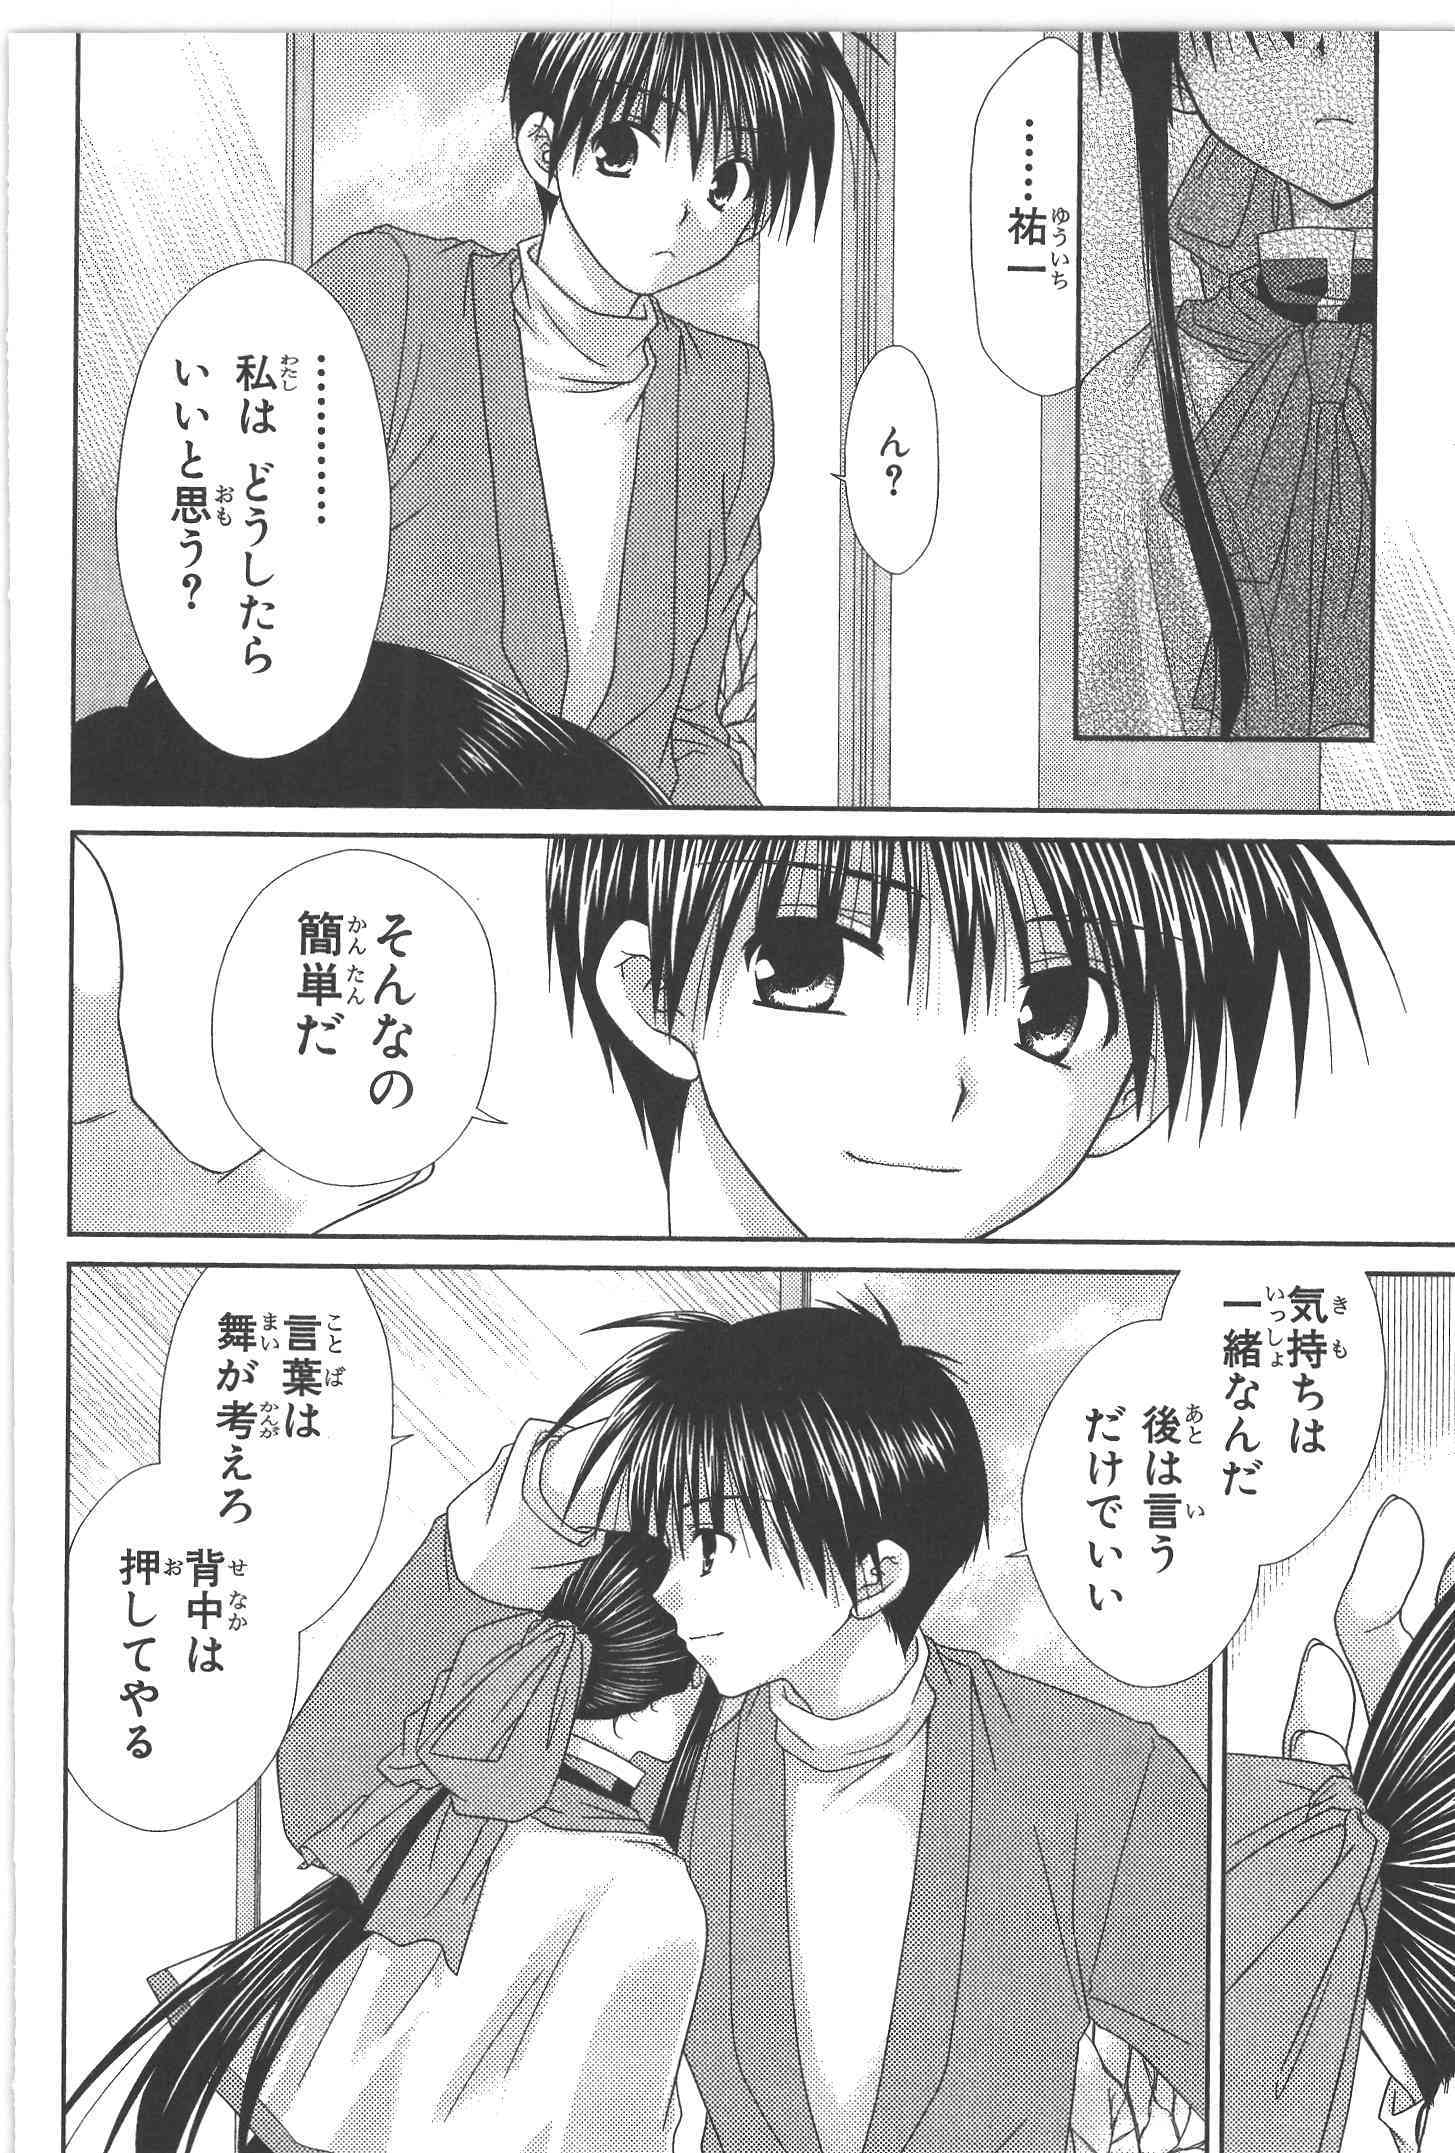 ……祐一
ん？
…………
私は どうしたら
いいと思う？
そんなの
簡単だ
気持ちは
一緒なんだ
後は言う
だけでいい
言葉は
舞が考えろ
背中は
押してやる